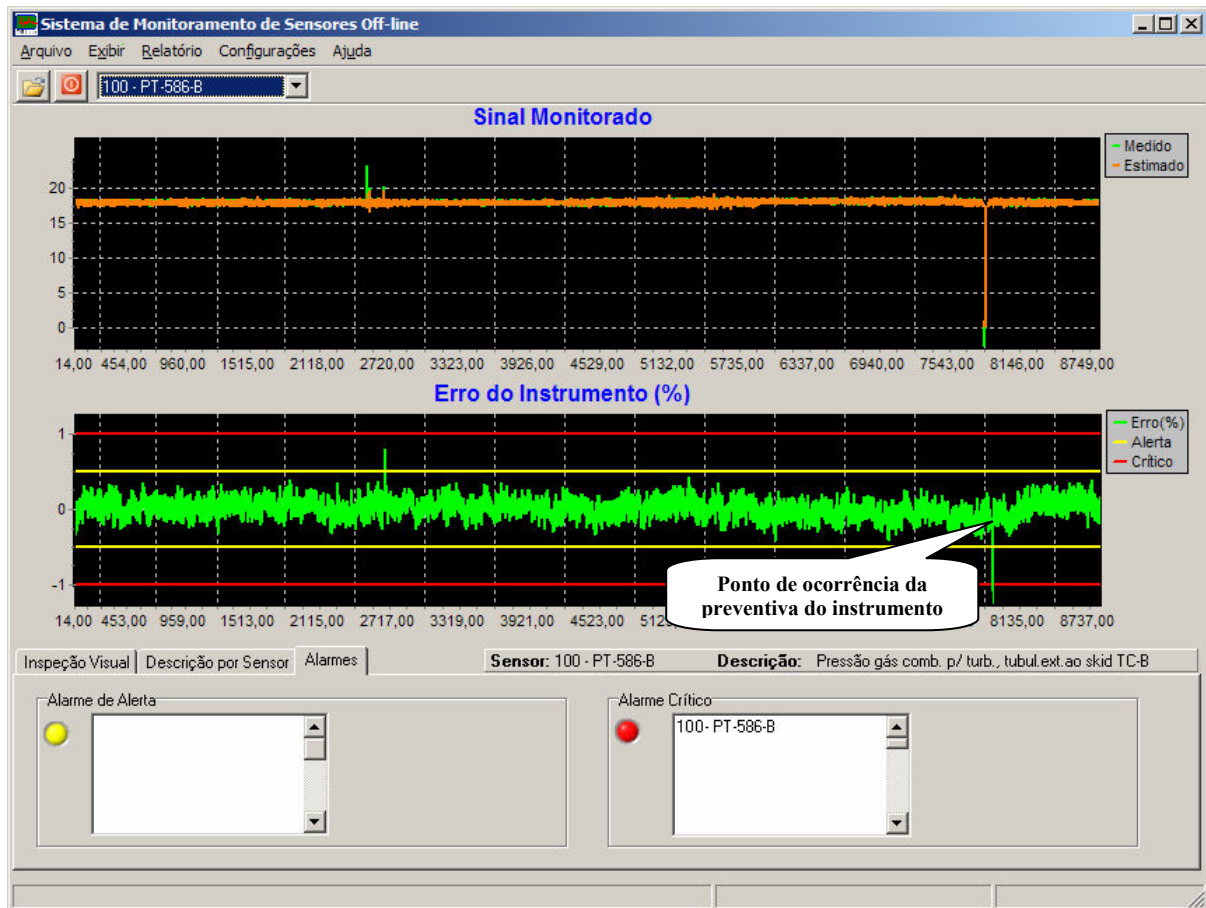 Sistema de Monitoramento de Sensores Off-line
Arquivo Exibir Relatório Configurações Ajuda
100 - PT-586-B
Sinal Monitorado
Medido
Estimado
20
15
10
5
0
14,00 454,00 960,00 1515,00 2118,00 2720,00 3323,00 3926,00 4529,00 5132,00 5735,00 6337,00 6940,00 7543,00 8146,00 8749,00
Erro do Instrumento (%)
Erro(%)
Alerta
Crítico
1
0
-1
Ponto de ocorrência da
preventiva do instrumento
14,00 453,00 959,00 1513,00 2115,00 2717,00 3319,00 3921,00 4523,00 8135,00 8737,00
Inspeção Visual Descrição por Sensor Alarmes
Sensor: 100 - PT-586-B Descrição: Pressão gás comb. p/ turb., tubul.ext.ao skid TC-B
Alarme de Alerta
Alarme Crítico
100- PT-586-B